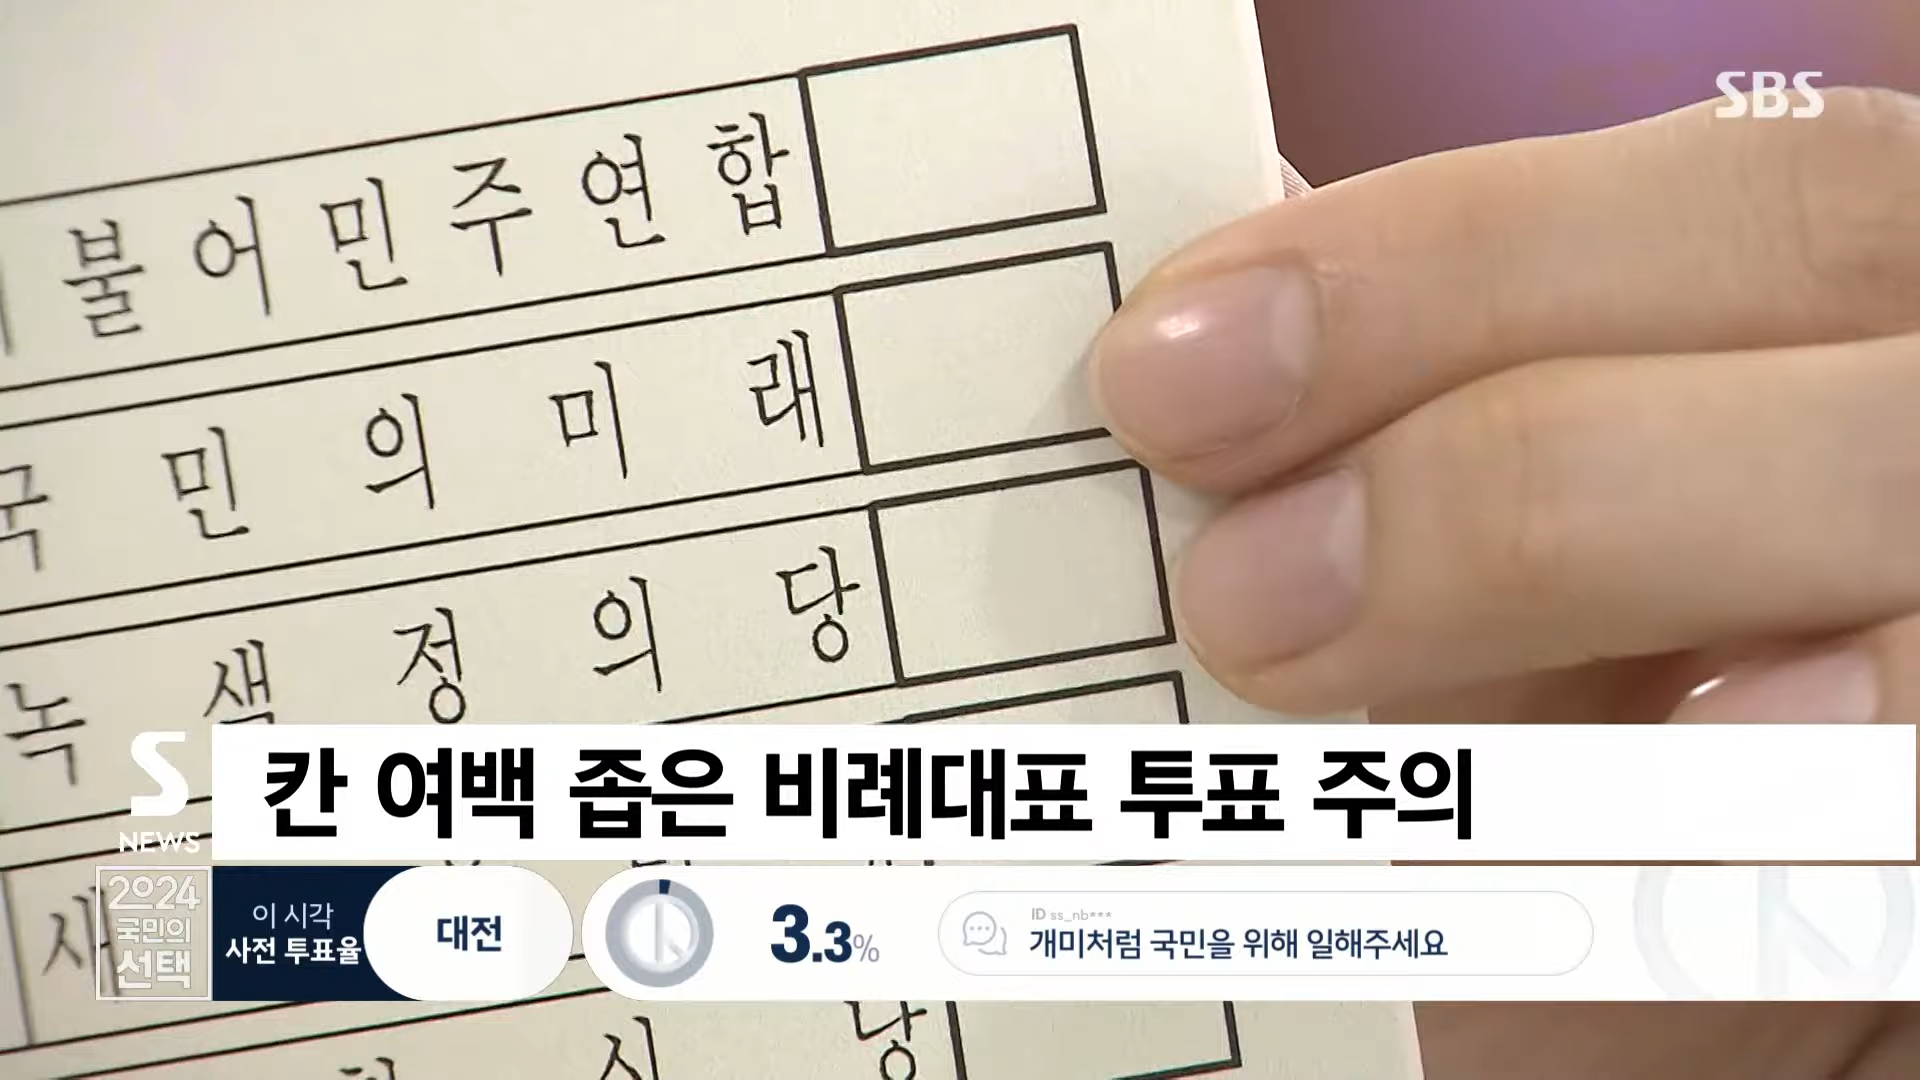 SBS
불어민주연합
국민의미래
녹색정의당
S
NEWS
칸 여백 좁은 비례대표 투표 주의
2024
국민의
선택
이 시각
사전 투표율
대전
3.3%
ID ss_nb***
개미처럼 국민을 위해 일해주세요
새
당